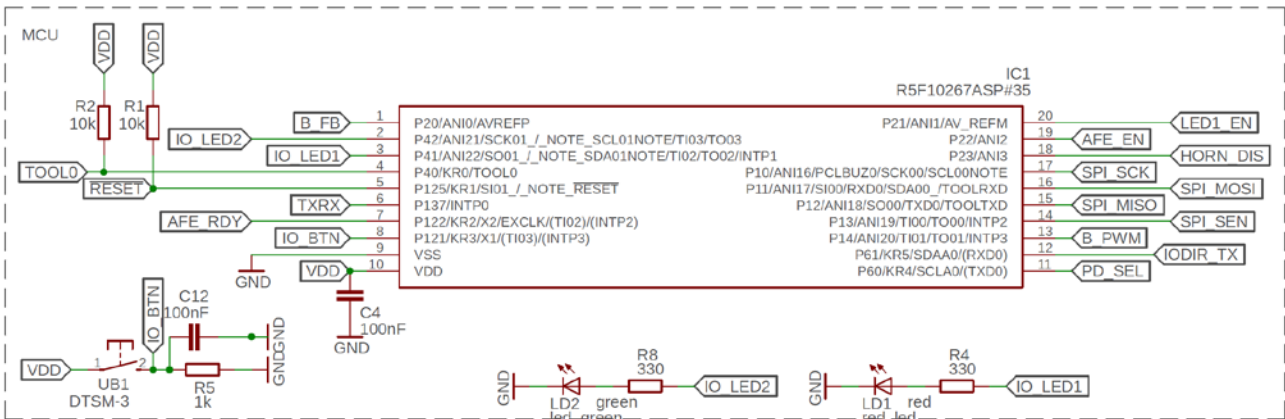 MCU
VDD
VDD
R2
10k
R1
10k
IC1
R5F10267ASP#35
B_FB
1
P20/ANI0/AVREFP
P21/ANI1/AV_REFM
20
LED1_EN
IO_LED2
2
P42/ANI21/SCK01_/_NOTE_SCL01NOTE/TI03/TO03
P22/ANI2
19
AFE_EN
IO_LED1
3
P41/ANI22/SO01_/_NOTE_SDA01NOTE/TI02/TO02/INTP1
P23/ANI3
18
HORN_DIS
TOOL0
4
P40/KR0/TOOL0
P10/ANI16/PCLBUZ0/SCK00/SCL00NOTE
17
SPI_SCK
RESET
5
P125/KR1/SI01_/_NOTE_RESET
P11/ANI17/SI00/RXD0/SDA00_/TOOLRXD
16
SPI_MOSI
TXRX
6
P137/INTP0
P12/ANI18/SO00/TXD0/TOOLTXD
15
SPI_MISO
AFE_RDY
7
P122/KR2/X2/EXCLK/(TI02)/(INTP2)
P13/ANI19/TI00/TO00/INTP2
14
SPI_SEN
IO_BTN
8
P121/KR3/X1/(TI03)/(INTP3)
P14/ANI20/TI01/TO01/INTP3
13
B_PWM
9
VSS
P61/KR5/SDAA0/(RXD0)
12
IODIR_TX
GND
VDD
10
VDD
P60/KR4/SCLA0/(TXD0)
11
PD_SEL
C4
100nF
GND
IO_BTN
C12
100nF
GND
VDD
1
2
UB1
DTSM-3
R5
1k
GND
GND
LD2
green
led_green
R8
330
IO_LED2
GND
LD1
red
red_led
R4
330
IO_LED1